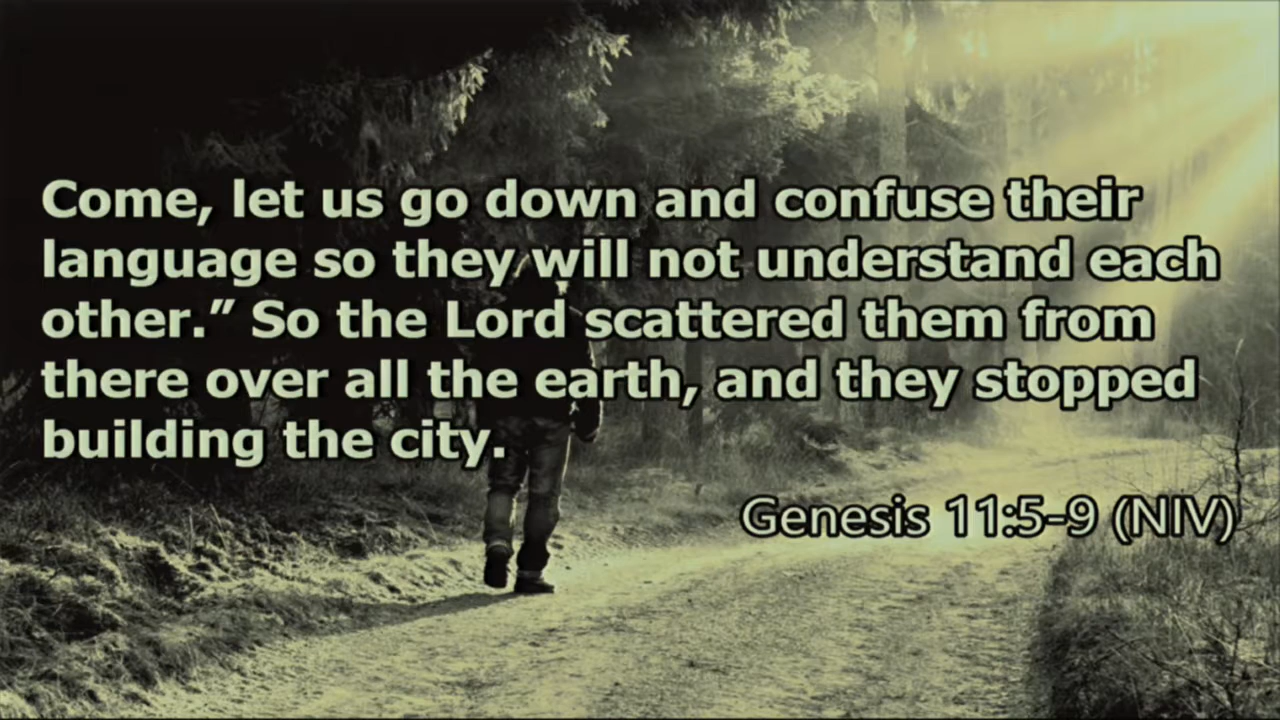 Come, let us go down and confuse their
language so they will not understand each
other.” So the Lord scattered them from
there over all the earth, and they stopped
building the city.
Genesis 11:5-9 (NIV)